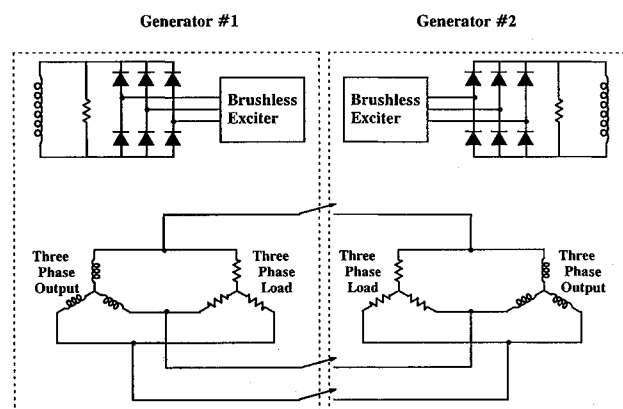 Generator #1
Generator #2
Brushless
Exciter
Brushless
Exciter
Three
Phase
Output
Three
Phase
Load
Three
Phase
Load
Three
Phase
Output